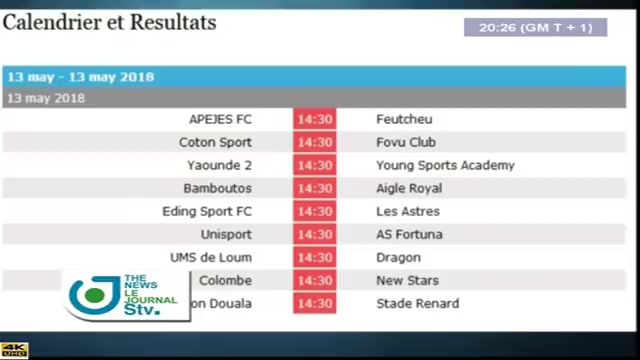 Calendrier et Resultats
20:26 (GM T + 1)
13 may - 13 may 2018
13 may 2018
APEJES FC 14:30 Feutcheu
Coton Sport 14:30 Fovu Club
Yaounde 2 14:30 Young Sports Academy
Bamboutos 14:30 Aigle Royal
Eding Sport FC 14:30 Les Astres
Unisport 14:30 AS Fortuna
UMS de Loum 14:30 Dragon
Colombe 14:30 New Stars
on Douala 14:30 Stade Renard
THE
NEWS
LE
JOURNAL
Stv.
4K
UHD